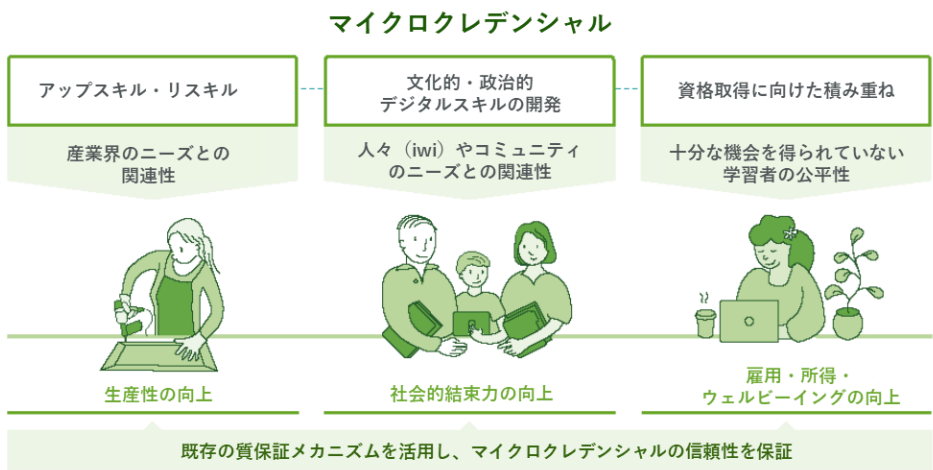 マイクロクレデンシャル
アップスキル・リスキル
産業界のニーズとの
関連性
生産性の向上
文化的・政治的
デジタルスキルの開発
人々（iwi）やコミュニティ
のニーズとの関連性
社会的結束力の向上
資格取得に向けた積み重ね
十分な機会を得られていない
学習者の公平性
雇用・所得・
ウェルビーイングの向上
既存の質保証メカニズムを活用し、マイクロクレデンシャルの信頼性を保証